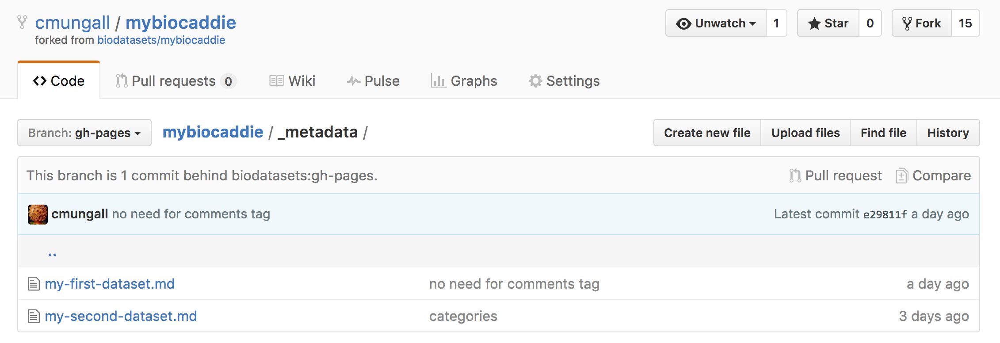 cmungall / mybiocaddie
forked from biodatasets/mybiocaddie
Unwatch 1 Star 0 Fork 15
Code Pull requests 0 Wiki Pulse Graphs Settings
Branch: gh-pages mybiocaddie / _metadata / Create new file Upload files Find file History
This branch is 1 commit behind biodatasets:gh-pages. Pull request Compare
cmungall no need for comments tag Latest commit e29811f a day ago
..
my-first-dataset.md no need for comments tag a day ago
my-second-dataset.md categories 3 days ago